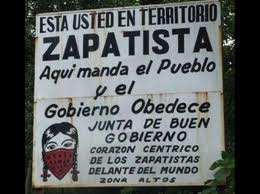 ESTA USTED EN TERRITORIO
ZAPATISTA
Aqui manda el Pueblo
y el
Gobierno Obedece
JUNTA DE BUEN
GOBIERNO
CORAZON CENTRICO
DE LOS ZAPATISTAS
DELANTE DEL MUNDO
ZONA ALTOS